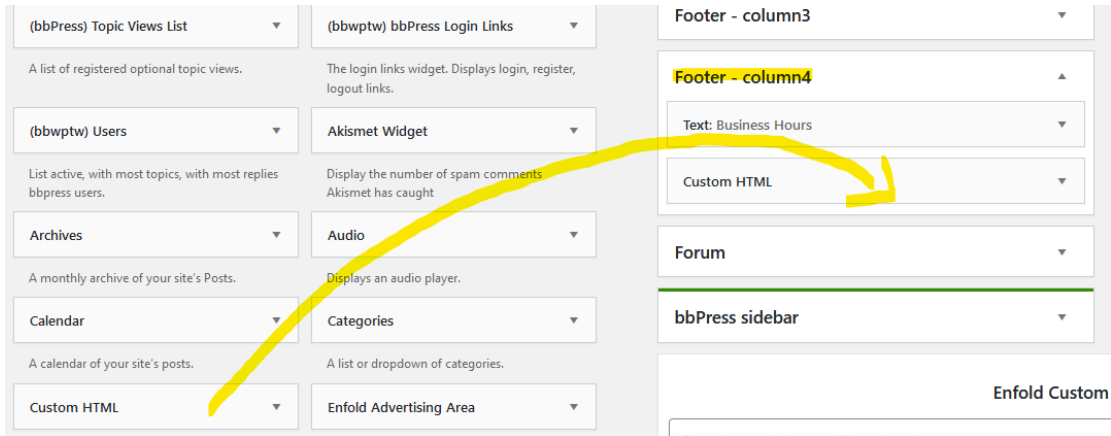 (bbPress) Topic Views List
(bbwptw) bbPress Login Links
A list of registered optional topic views.
The login links widget. Displays login, register,
logout links.
(bbwptw) Users
Akismet Widget
List active, with most topics, with most replies
bbpress users.
Display the number of spam comments
Akismet has caught
Archives
Audio
A monthly archive of your site's Posts.
Displays an audio player.
Calendar
Categories
A calendar of your site's posts.
A list or dropdown of categories.
Custom HTML
Enfold Advertising Area
Footer - column3
Footer - column4
Text: Business Hours
Custom HTML
Forum
bbPress sidebar
Enfold Custom